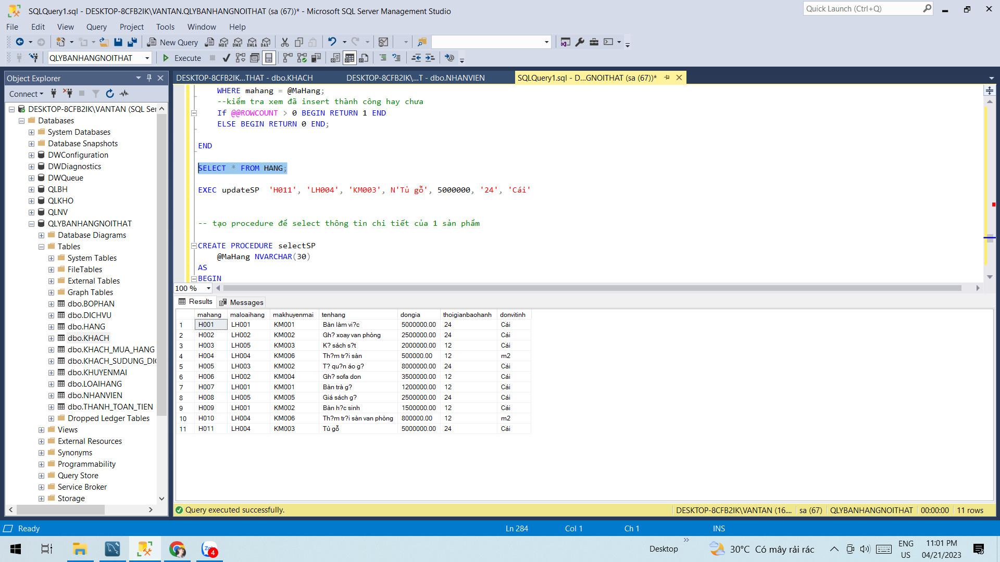 SQLQuery1.sql - DESKTOP-8CFB2IK\VANTAN.QLYBANHANGNOITHAT (sa (67))* - Microsoft SQL Server Management Studio
Quick Launch (Ctrl+Q)
File Edit View Query Project Tools Window Help
New Query
QLYBANHANGNOITHAT Execute
Object Explorer
Connect
DESKTOP-8CFB2IK\VANTAN (SQL Ser
Databases
System Databases
Database Snapshots
DWConfiguration
DWDiagnostics
DWQueue
QLBH
QLKHO
QLNV
QLYBANHANGNOITHAT
Database Diagrams
Tables
System Tables
FileTables
External Tables
Graph Tables
dbo.BOPHAN
dbo.DICHVU
dbo.HANG
dbo.KHACH
dbo.KHACH_MUA_HANG
dbo.KHACH_SUDUNG_DIC
dbo.KHUYENMAI
dbo.LOAIHANG
dbo.NHANVIEN
dbo.THANH_TOAN_TIEN
Dropped Ledger Tables
Views
External Resources
Synonyms
Programmability
Query Store
Service Broker
Storage
DESKTOP-8CFB2IK...THAT - dbo.KHACH
DESKTOP-8CFB2IK\...T - dbo.NHANVIEN
SQLQuery1.sql - D...GNOITHAT (sa (67))*
WHERE mahang = @MaHang;
--kiểm tra xem đã insert thành công hay chưa
If @@ROWCOUNT > 0 BEGIN RETURN 1 END
ELSE BEGIN RETURN 0 END;
END
SELECT * FROM HANG;
EXEC updateSP 'H011', 'LH004', 'KM003', N'Tủ gỗ', 5000000, '24', 'Cái'
-- tạo procedure để select thông tin chi tiết của 1 sản phẩm
CREATE PROCEDURE selectSP
@MaHang NVARCHAR(30)
AS
BEGIN
100 %
Results Messages
mahang maloaihang makhuyenmai tenhang dongia thoigianbaohanh donvitinh
1 H001 LH001 KM001 Bàn làm vi?c 5000000.00 24 Cái
2 H002 LH002 KM002 Gh? xoay van phòng 2500000.00 24 Cái
3 H003 LH005 KM003 K? sách s?t 2000000.00 12 Cái
4 H004 LH004 KM006 Th?m tr?i sàn 500000.00 12 m2
5 H005 LH003 KM002 T? qu?n áo g? 8000000.00 24 Cái
6 H006 LH002 KM004 Gh? sofa don 3500000.00 12 Cái
7 H007 LH001 KM001 Bàn trà g? 1200000.00 12 Cái
8 H008 LH005 KM005 Giá sách g? 2500000.00 24 Cái
9 H009 LH001 KM002 Bàn h?c sinh 1500000.00 12 Cái
10 H010 LH004 KM006 Th?m tr?i sàn van phòng 800000.00 12 m2
11 H011 LH004 KM003 Tủ gỗ 5000000.00 24 Cái
Query executed successfully.
DESKTOP-8CFB2IK\VANTAN (16.... sa (67) QLYBANHANGNOITHAT 00:00:00 11 rows
Ready Ln 284 Col 1 Ch 1 INS
4
Desktop
30°C Có mây rải rác
ENG
US
11:01 PM
04/21/2023